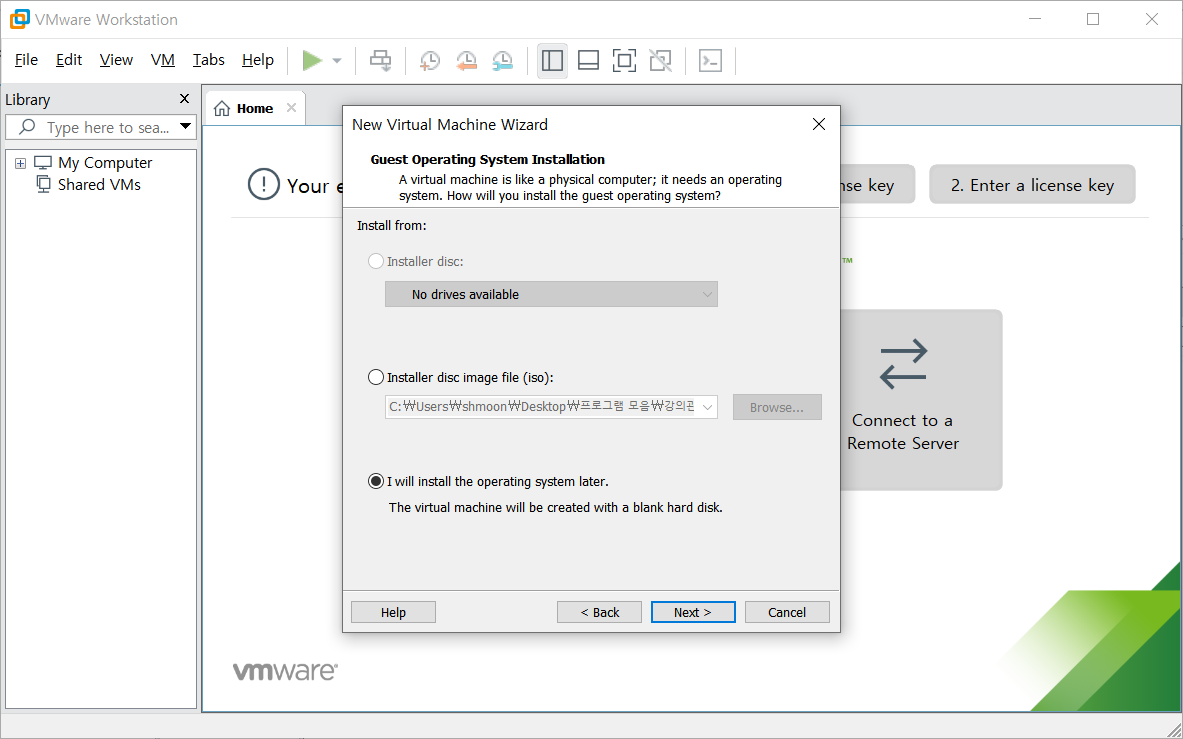 VMware Workstation
File Edit View VM Tabs Help
Library
Type here to sea...
My Computer
Shared VMs
Home
Your e
nse key
2. Enter a license key
™
Connect to a
Remote Server
vmware®
New Virtual Machine Wizard
Guest Operating System Installation
A virtual machine is like a physical computer; it needs an operating
system. How will you install the guest operating system?
Install from:
Installer disc:
No drives available
Installer disc image file (iso):
C:₩Users₩shmoon₩Desktop₩프로그램 모음₩강의관
Browse...
I will install the operating system later.
The virtual machine will be created with a blank hard disk.
Help
< Back
Next >
Cancel